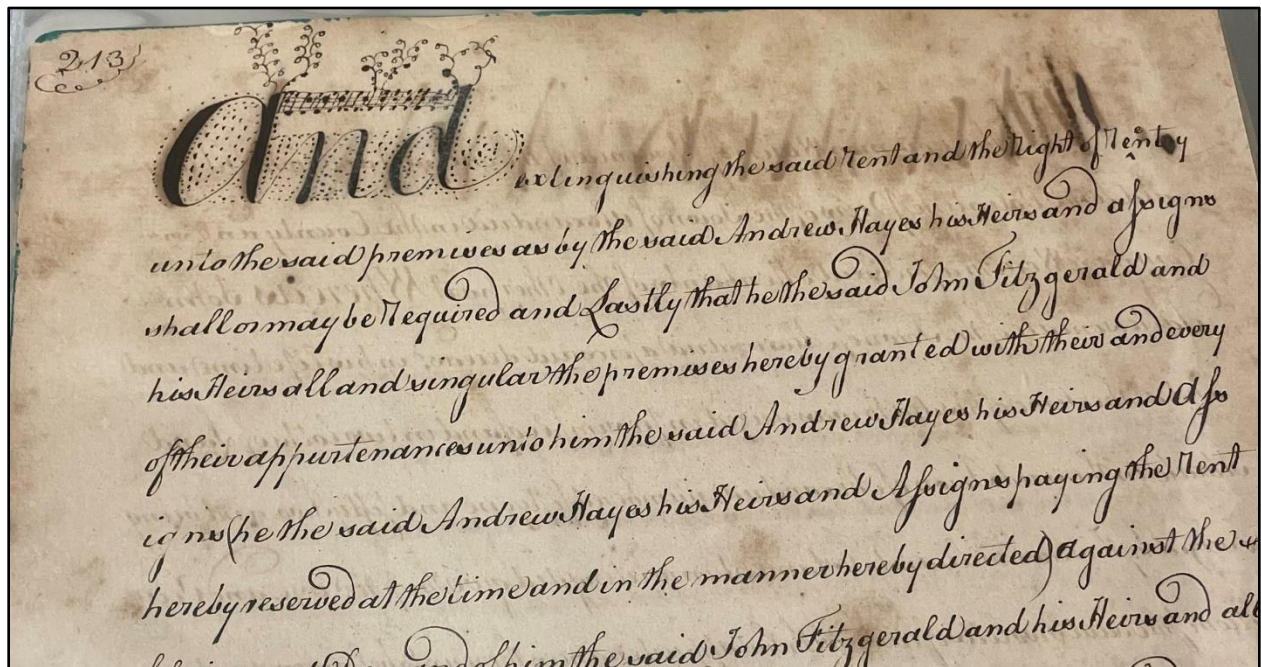 213
And extinguishing the said rent and the right of rentry
unto the said premises as by the said Andrew Hayes his Heirs and assigns
shall or may be required and Lastly that he the said John Fitzgerald and
his Heirs all and singular the premises hereby granted with their and every
of their appurtenances unto him the said Andrew Hayes his Heirs and Ass
igns (he the said Andrew Hayes his Heirs and Assigns paying the rent
hereby reserved at the time and in the manner hereby directed) against the
of him the said John Fitzgerald and his Heirs and all